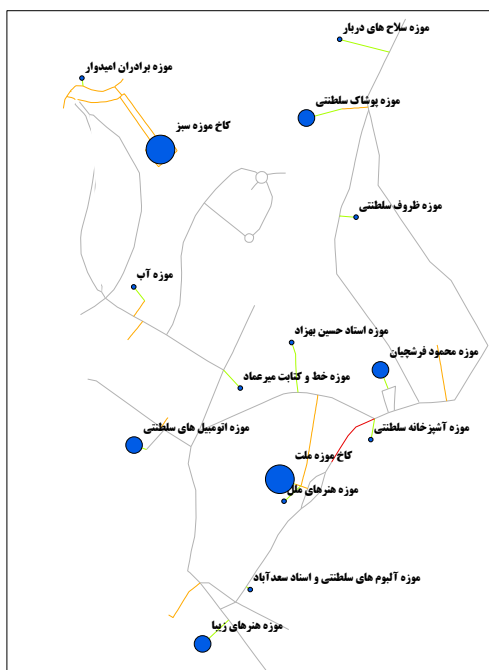 موزه سلاح های دربار
موزه برادران امیدوار
موزه پوشاک سلطنتی
کاخ موزه سبز
موزه ظروف سلطنتی
موزه آب
موزه استاد حسین بهزاد
موزه محمود فرشچیان
موزه خط و کتابت میرعماد
موزه اتومبیل های سلطنتی
موزه آشپزخانه سلطنتی
کاخ موزه ملت
موزه هنرهای ملل
موزه آلبوم های سلطنتی و اسناد سعدآباد
موزه هنرهای زیبا